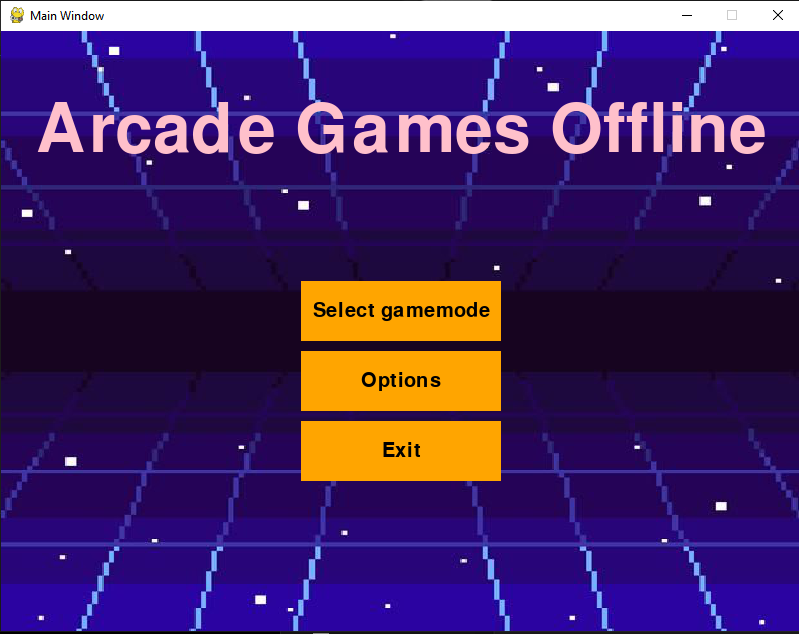 Main Window
Arcade Games Offline
Select gamemode
Options
Exit